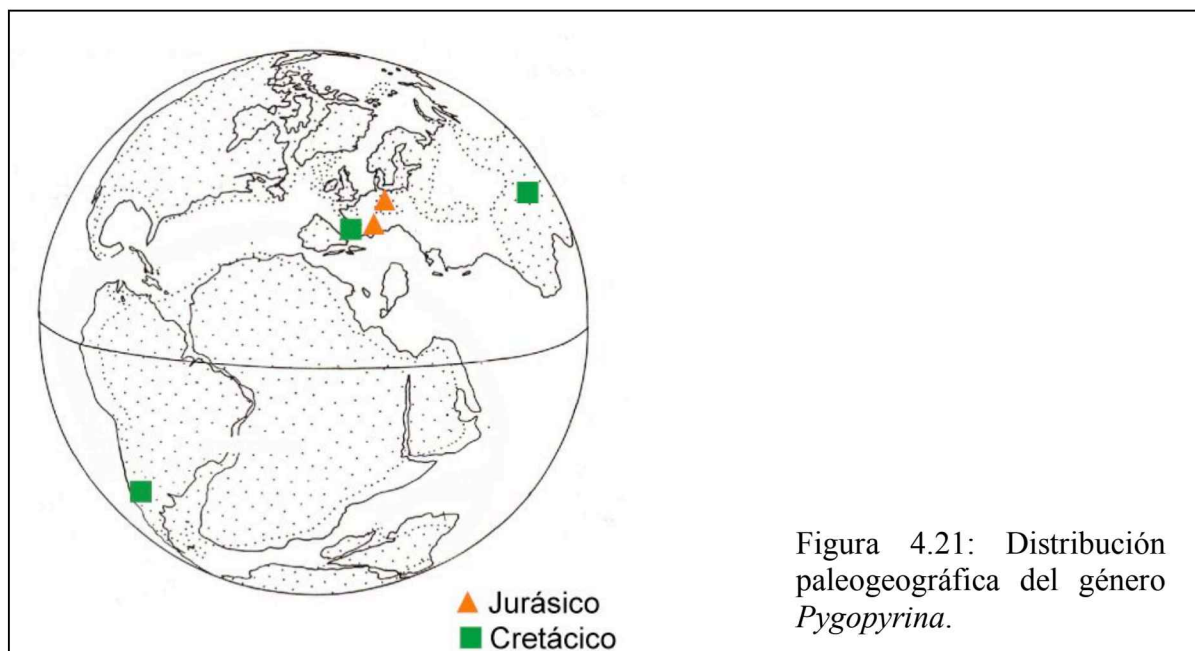 Jurásico
Cretácico
Figura 4.21: Distribución
paleogeográfica del género
Pygopyrina.